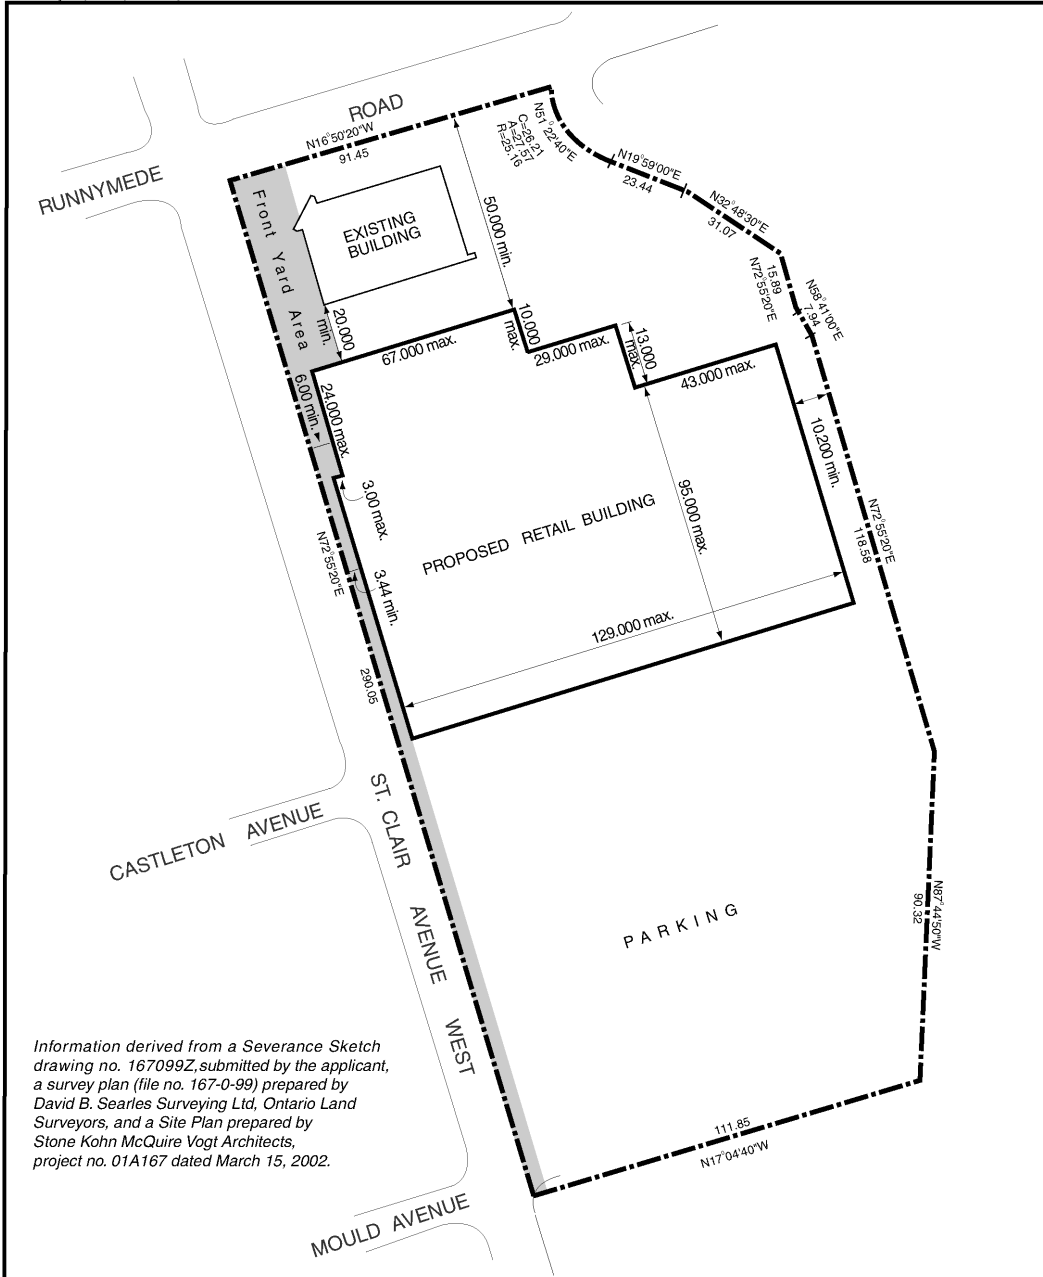 ROAD
RUNNYMEDE
N16°50'20"W
91.45
N51°22'40"E
C=26.21
A=27.57
R=25.16
N19°59'00"E
23.44
N32°48'30"E
31.07
15.89
N72°55'20"E
N58°41'00"E
7.94
Front Yard Area
EXISTING
BUILDING
50.000 min.
20.000
min.
67.000 max.
10.000
max.
29.000 max.
13.000
max.
43.000 max.
6.00 min.
24.000 max.
3.00 max.
10.200 min.
PROPOSED RETAIL BUILDING
95.000 max.
N72°55'20"E
118.58
N72°55'20"E
3.44 min.
129.000 max.
290.05
ST. CLAIR AVENUE WEST
CASTLETON AVENUE
PARKING
N87°44'50"W
90.32
111.85
N17°04'40"W
MOULD AVENUE
Information derived from a Severance Sketch
drawing no. 167099Z,submitted by the applicant,
a survey plan (file no. 167-0-99) prepared by
David B. Searles Surveying Ltd, Ontario Land
Surveyors, and a Site Plan prepared by
Stone Kohn McQuire Vogt Architects,
project no. 01A167 dated March 15, 2002.